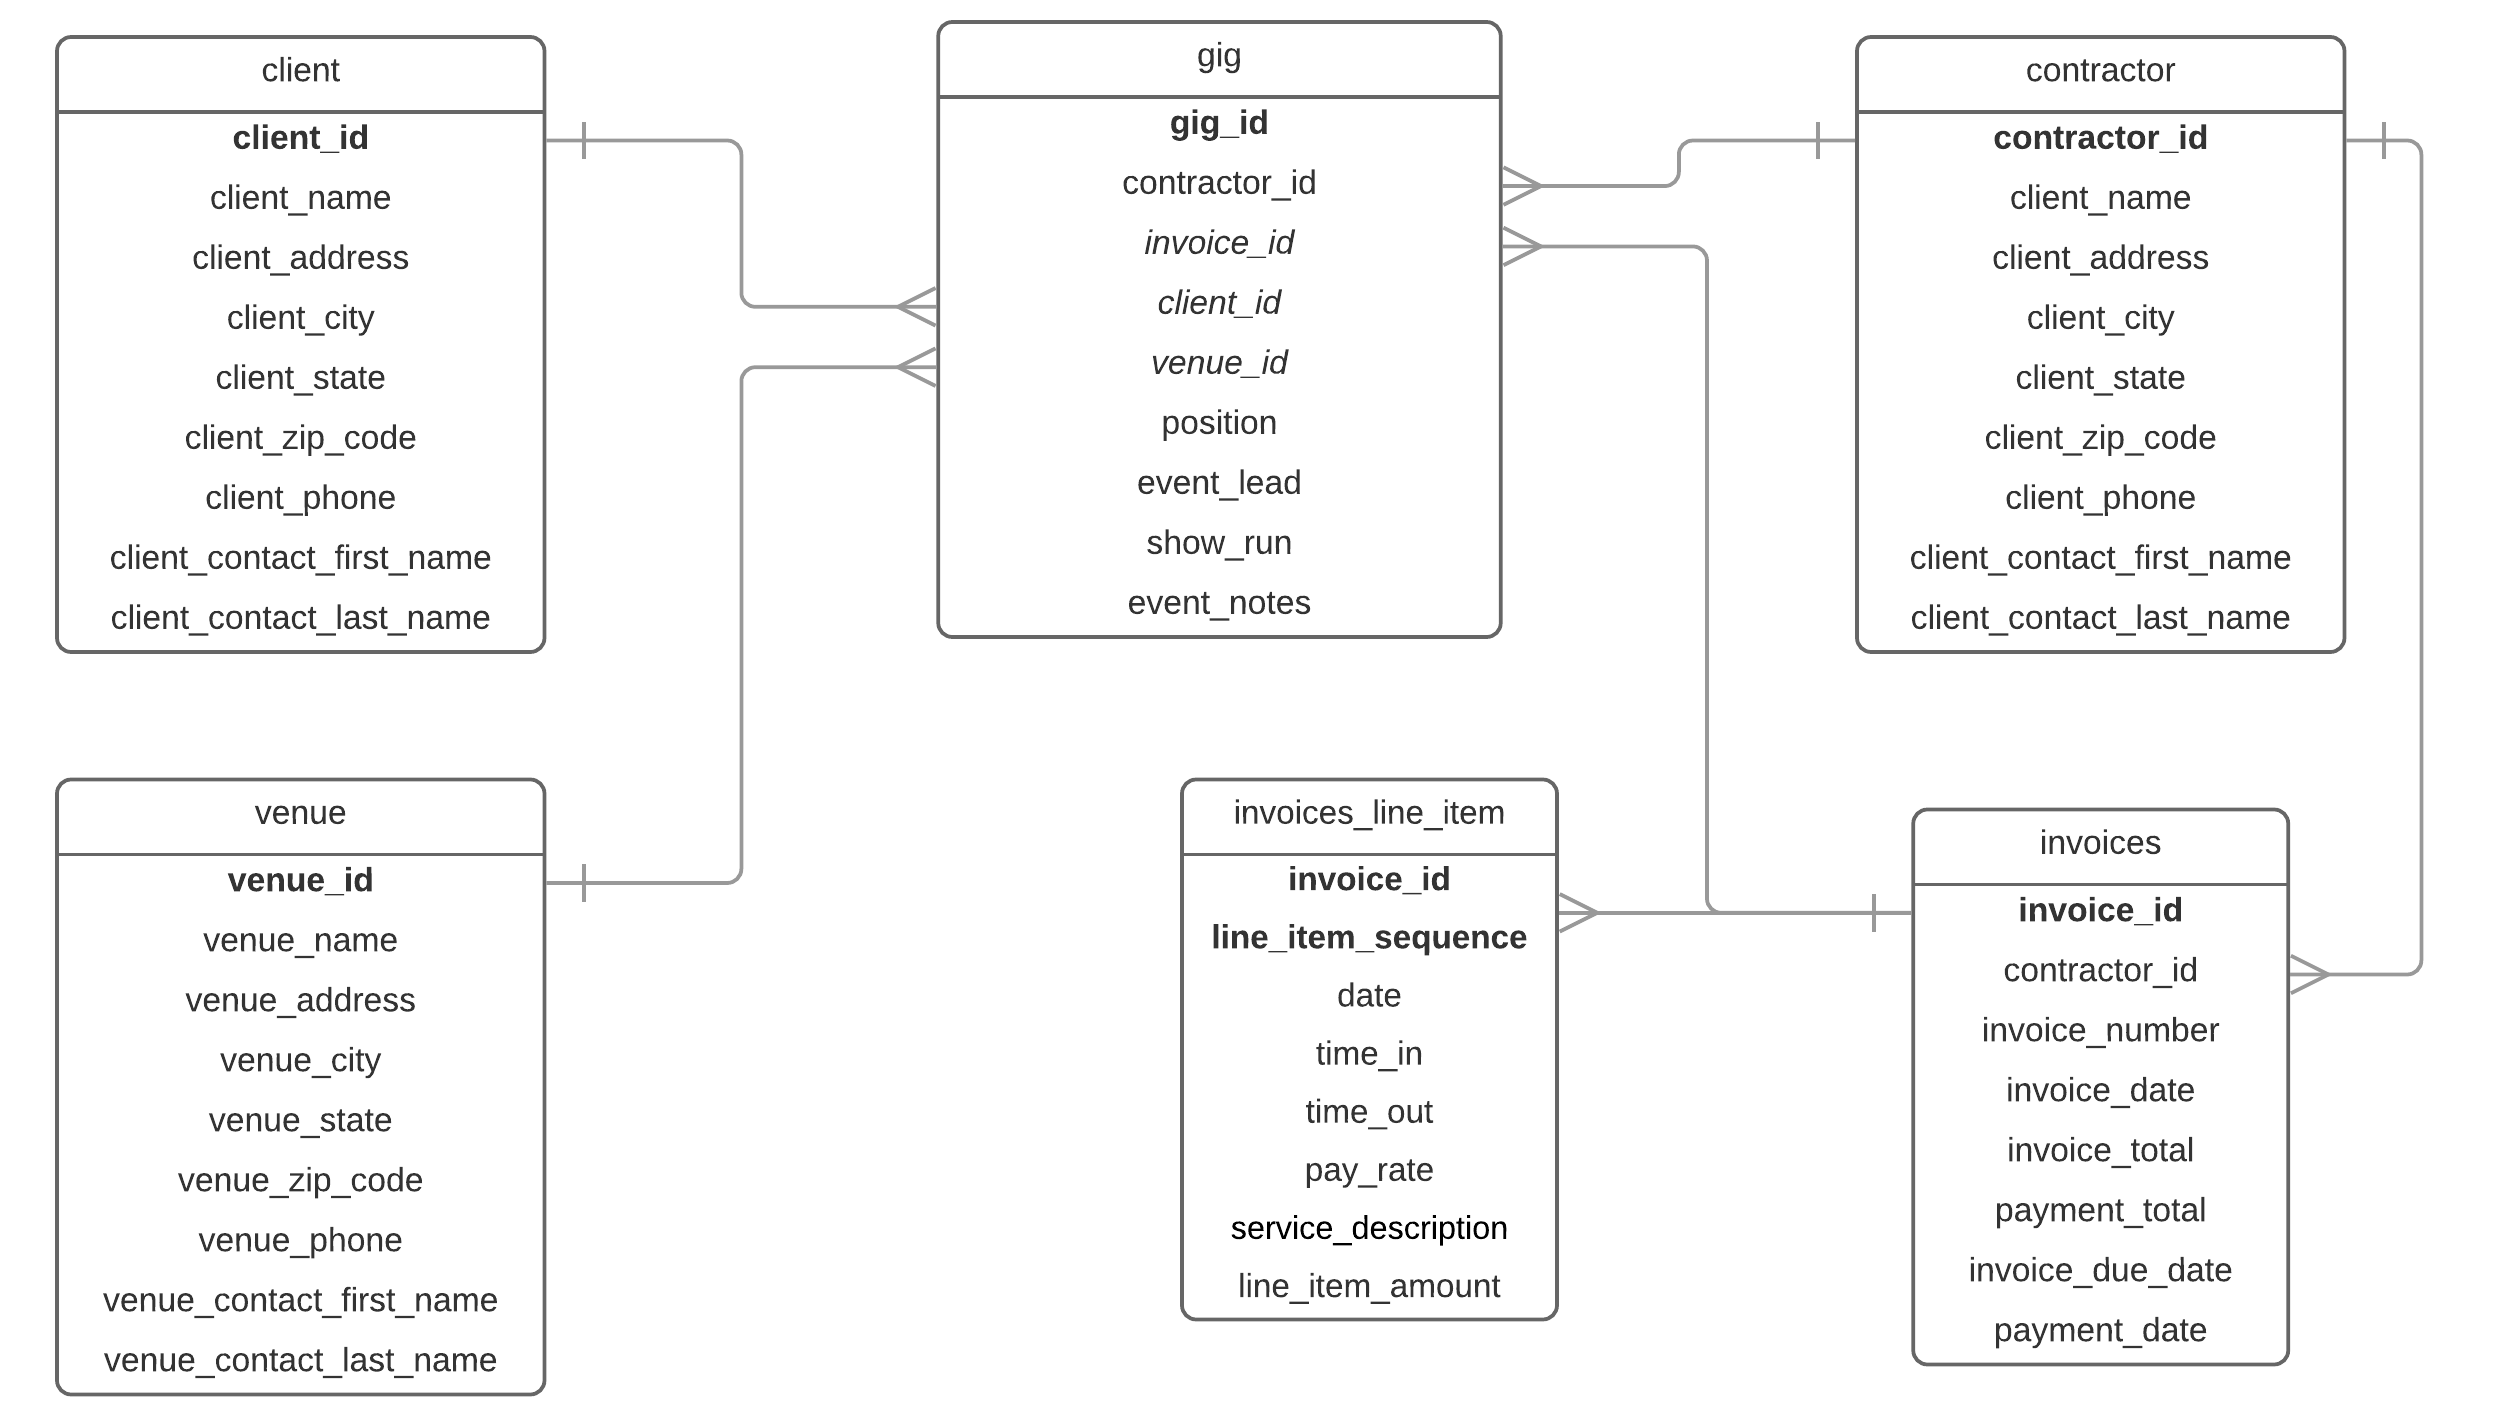 client
client_id
client_name
client_address
client_city
client_state
client_zip_code
client_phone
client_contact_first_name
client_contact_last_name
gig
gig_id
contractor_id
invoice_id
client_id
venue_id
position
event_lead
show_run
event_notes
contractor
contractor_id
client_name
client_address
client_city
client_state
client_zip_code
client_phone
client_contact_first_name
client_contact_last_name
venue
venue_id
venue_name
venue_address
venue_city
venue_state
venue_zip_code
venue_phone
venue_contact_first_name
venue_contact_last_name
invoices_line_item
invoice_id
line_item_sequence
date
time_in
time_out
pay_rate
service_description
line_item_amount
invoices
invoice_id
contractor_id
invoice_number
invoice_date
invoice_total
payment_total
invoice_due_date
payment_date